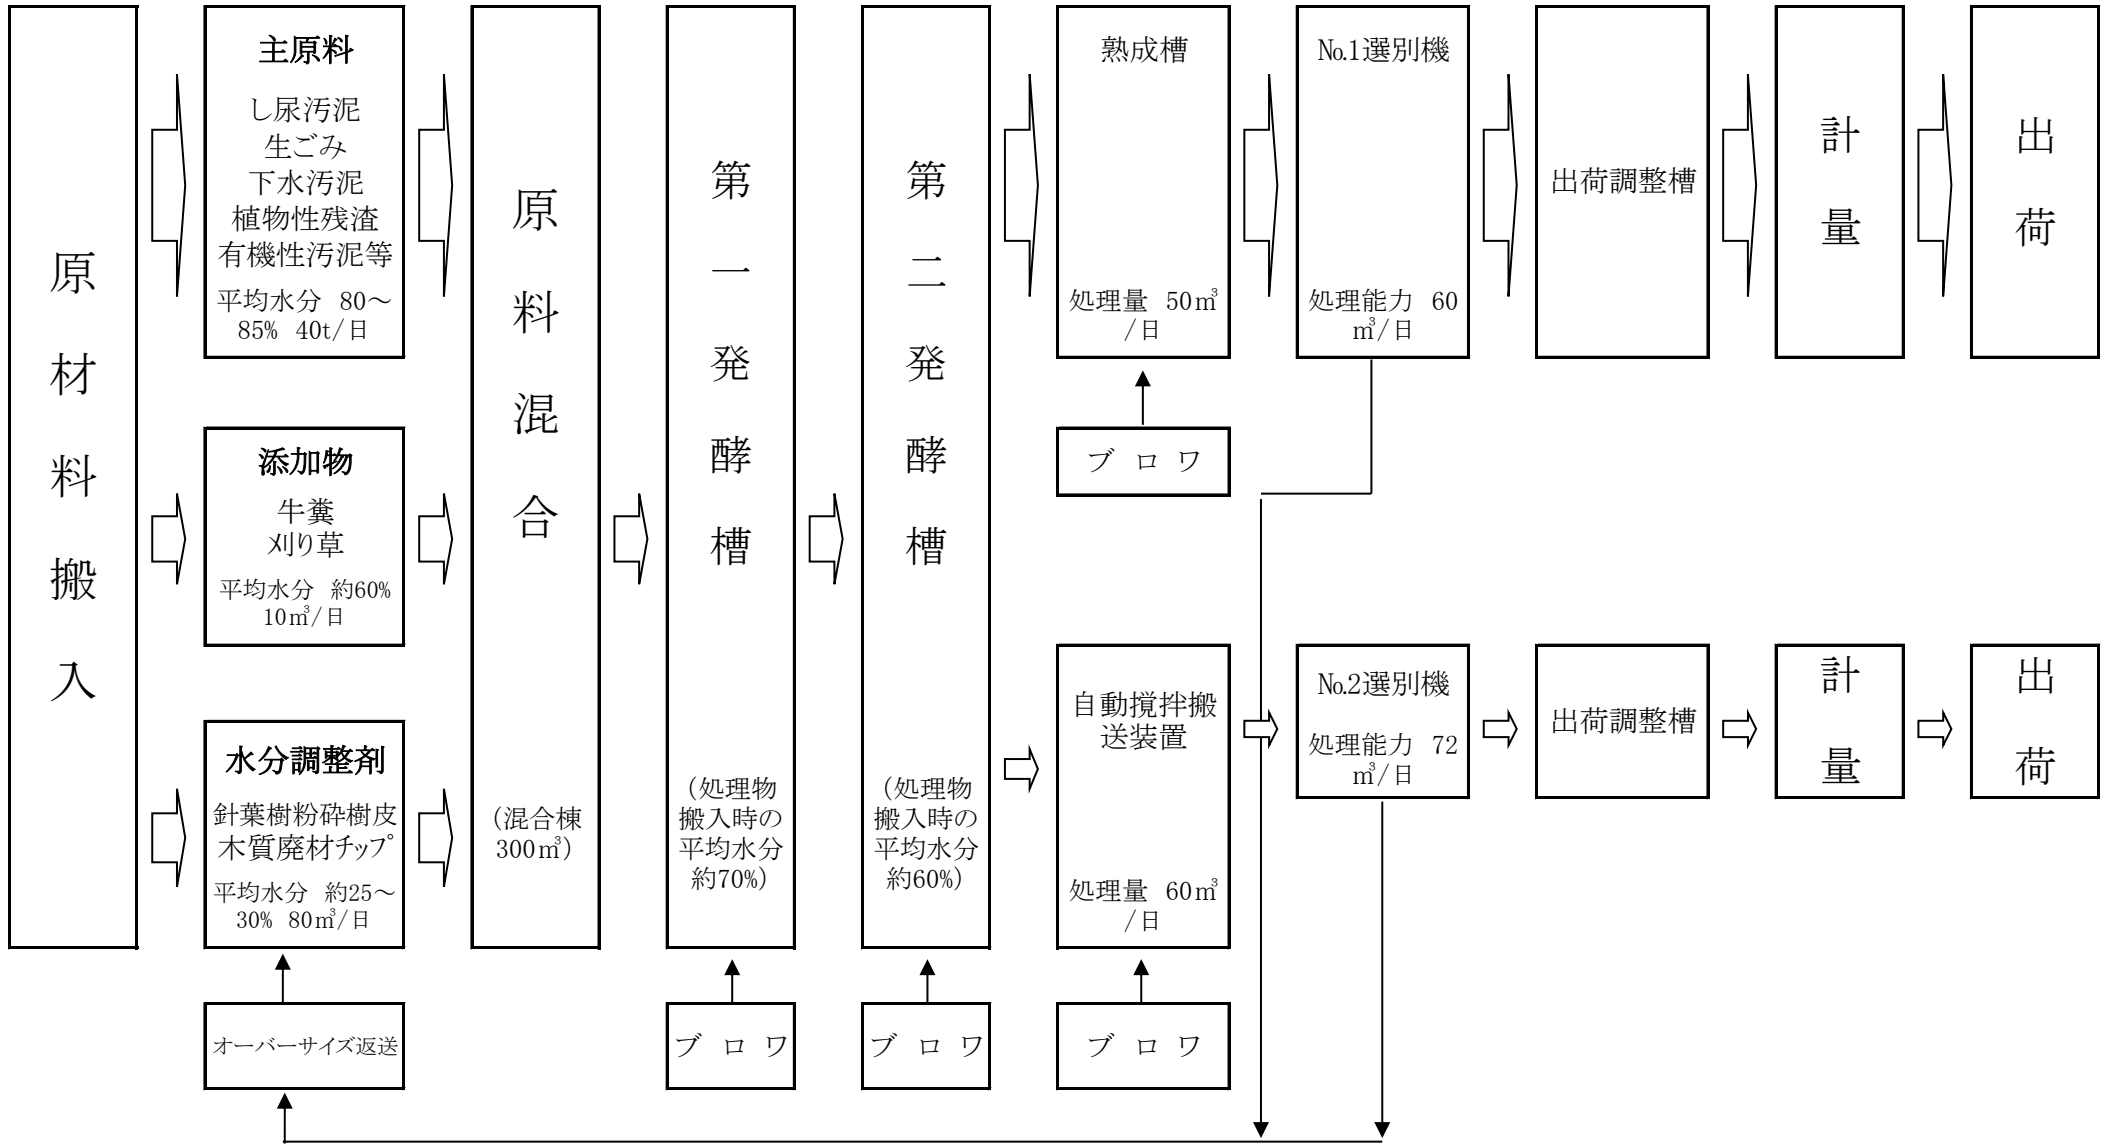 原材料搬入
主原料
し尿汚泥
生ごみ
下水汚泥
植物性残渣
有機性汚泥等
平均水分 80～
85% 40t/日
添加物
牛糞
刈り草
平均水分 約60%
10㎥/日
水分調整剤
針葉樹粉砕樹皮
木質廃材チップ
平均水分 約25～
30% 80㎥/日
オーバーサイズ返送
原料混合
（混合棟
300㎥）
第一発酵槽
（処理物
搬入時の
平均水分
約70%）
ブロワ
第二発酵槽
（処理物
搬入時の
平均水分
約60%）
ブロワ
熟成槽
処理量 50㎥
/日
ブロワ
自動撹拌搬
送装置
処理量 60㎥
/日
ブロワ
№1選別機
処理能力 60
㎥/日
№2選別機
処理能力 72
㎥/日
出荷調整槽
出荷調整槽
計量
計量
出荷
出荷